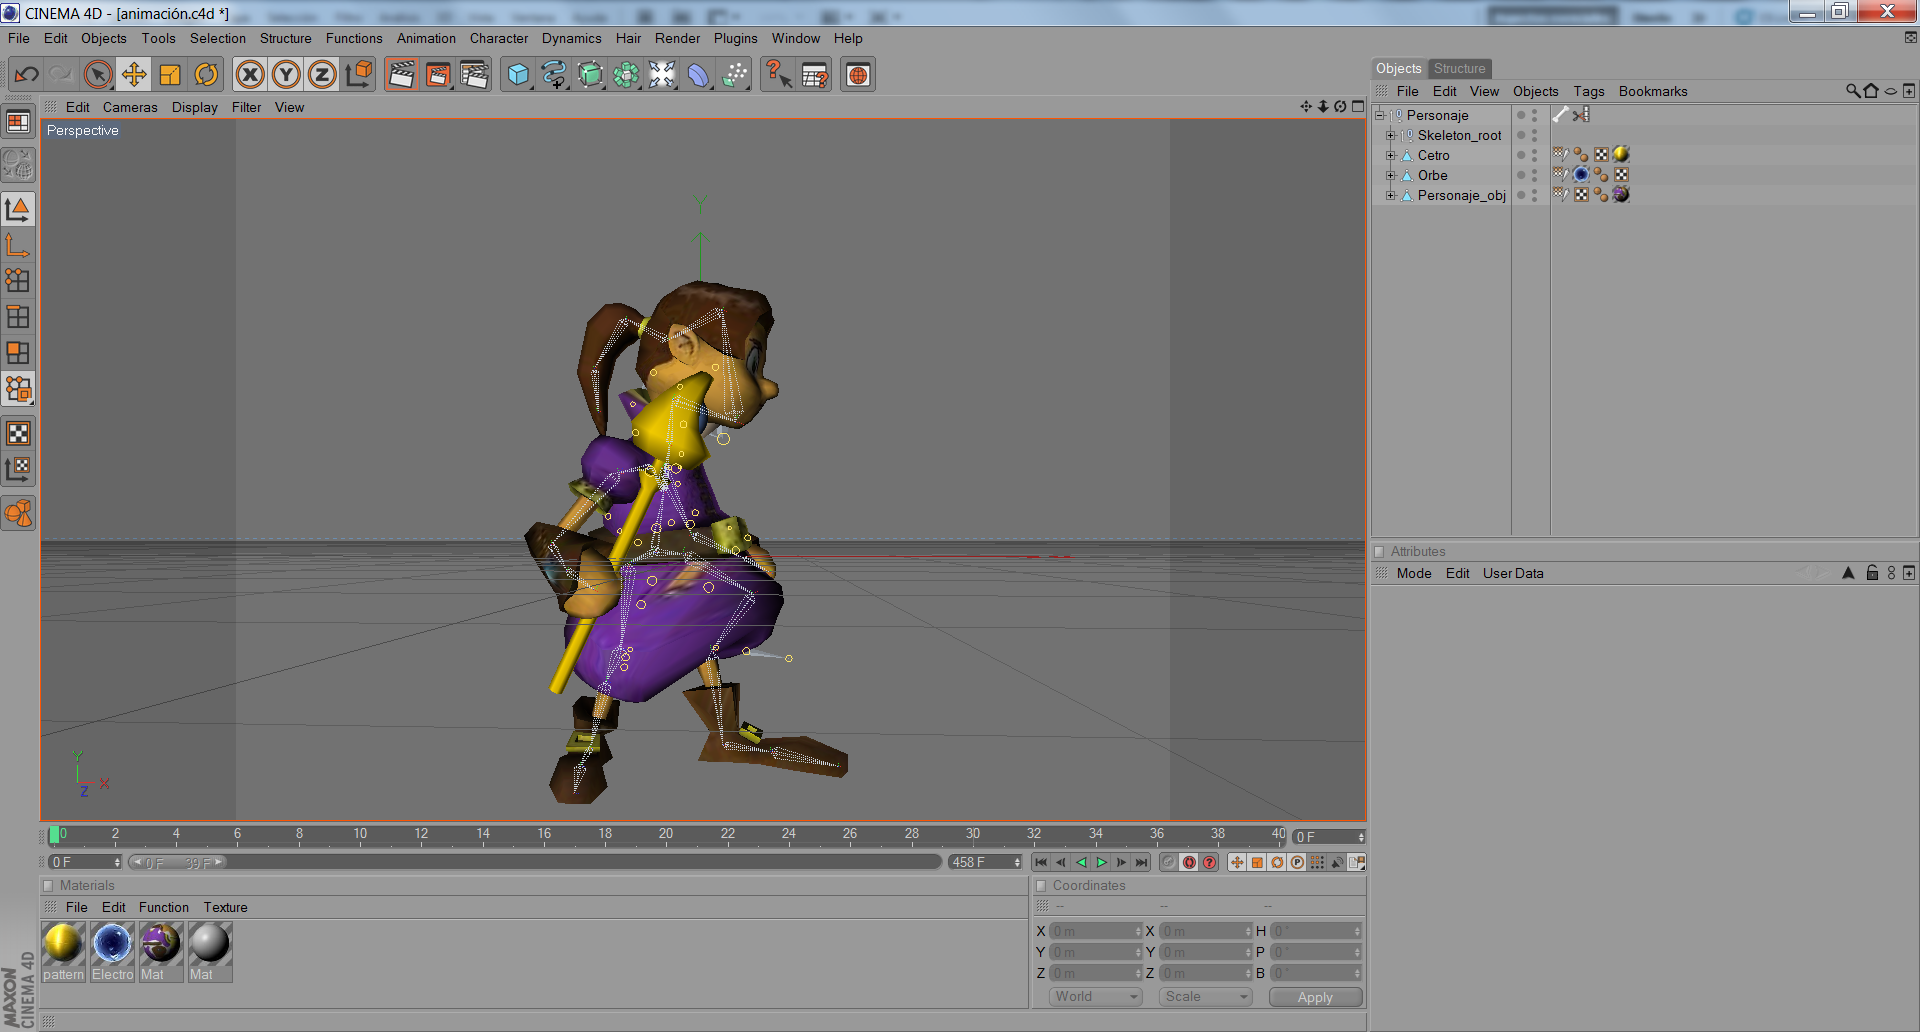 CINEMA 4D - [animación.c4d *]
File Edit Objects Tools Selection Structure Functions Animation Character Dynamics Hair Render Plugins Window Help
X Y Z
Edit Cameras Display Filter View
Perspective
Y
Y
X
Z
0 2 4 6 8 10 12 14 16 18 20 22 24 26 28 30 32 34 36 38 40
0 F
0 F
0 F 39 F
458 F
Materials
File Edit Function Texture
pattern Electro Mat Mat
MAXON
CINEMA 4D
Coordinates
-- -- --
X 0 m X 0 m H 0 °
Y 0 m Y 0 m P 0 °
Z 0 m Z 0 m B 0 °
World Scale Apply
Objects Structure
File Edit View Objects Tags Bookmarks
Personaje
Skeleton_root
Cetro
Orbe
Personaje_obj
Attributes
Mode Edit User Data